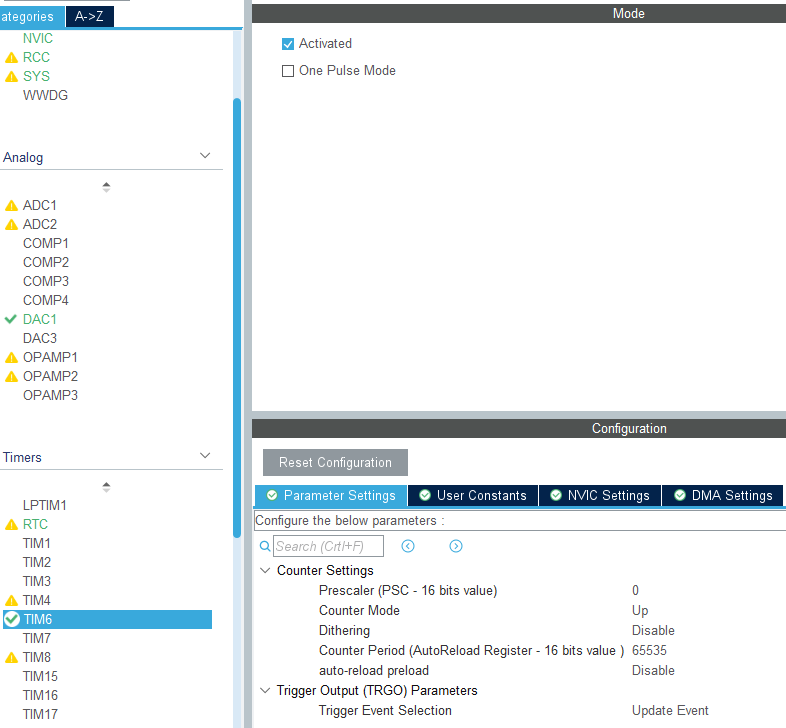 ategories
A->Z
NVIC
RCC
SYS
WWDG
Analog
ADC1
ADC2
COMP1
COMP2
COMP3
COMP4
DAC1
DAC3
OPAMP1
OPAMP2
OPAMP3
Timers
LPTIM1
RTC
TIM1
TIM2
TIM3
TIM4
TIM6
TIM7
TIM8
TIM15
TIM16
TIM17
Mode
Activated
One Pulse Mode
Configuration
Reset Configuration
Parameter Settings
User Constants
NVIC Settings
DMA Settings
Configure the below parameters :
Search (Crtl+F)
Counter Settings
Prescaler (PSC - 16 bits value) 0
Counter Mode Up
Dithering Disable
Counter Period (AutoReload Register - 16 bits value ) 65535
auto-reload preload Disable
Trigger Output (TRGO) Parameters
Trigger Event Selection Update Event